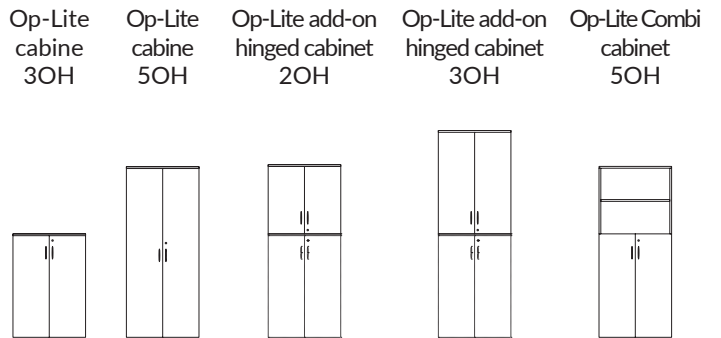 Op-Lite
cabine
3OH
Op-Lite
cabine
5OH
Op-Lite add-on
hinged cabinet
2OH
Op-Lite add-on
hinged cabinet
3OH
Op-Lite Combi
cabinet
5OH